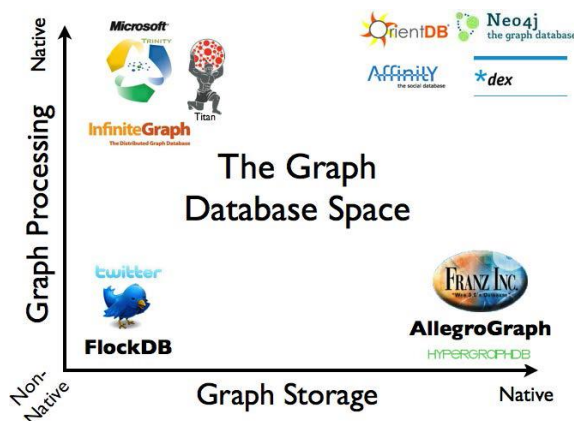 Native
Microsoft
TRINITY
Titan
InfiniteGraph
The Distributed Graph Database
OrientDB
Neo4j
the graph database
Affinity
the social database
*dex
Graph Processing
The Graph
Database Space
twitter
FlockDB
FRANZ INC.
AllegroGraph
HYPERGRAPHDB
Non-
Native
Graph Storage
Native